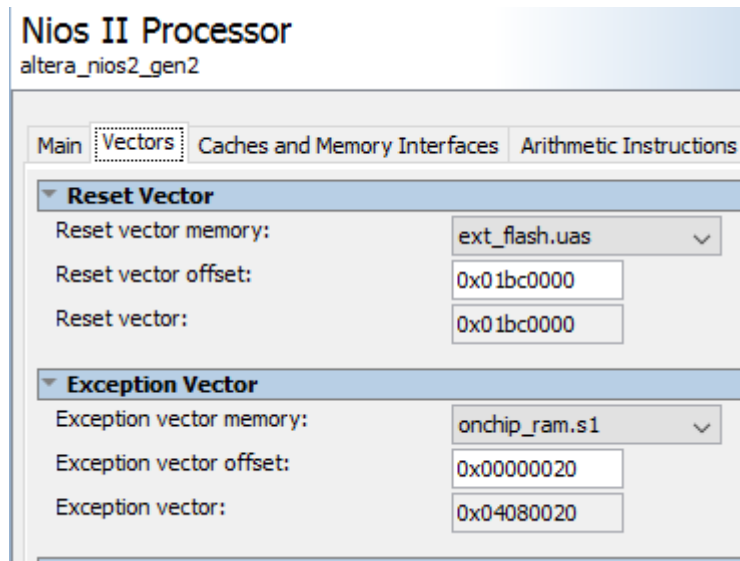 Nios II Processor
altera_nios2_gen2
Main Vectors Caches and Memory Interfaces Arithmetic Instructions
Reset Vector
Reset vector memory: ext_flash.uas
Reset vector offset: 0x01bc0000
Reset vector: 0x01bc0000
Exception Vector
Exception vector memory: onchip_ram.s1
Exception vector offset: 0x00000020
Exception vector: 0x04080020